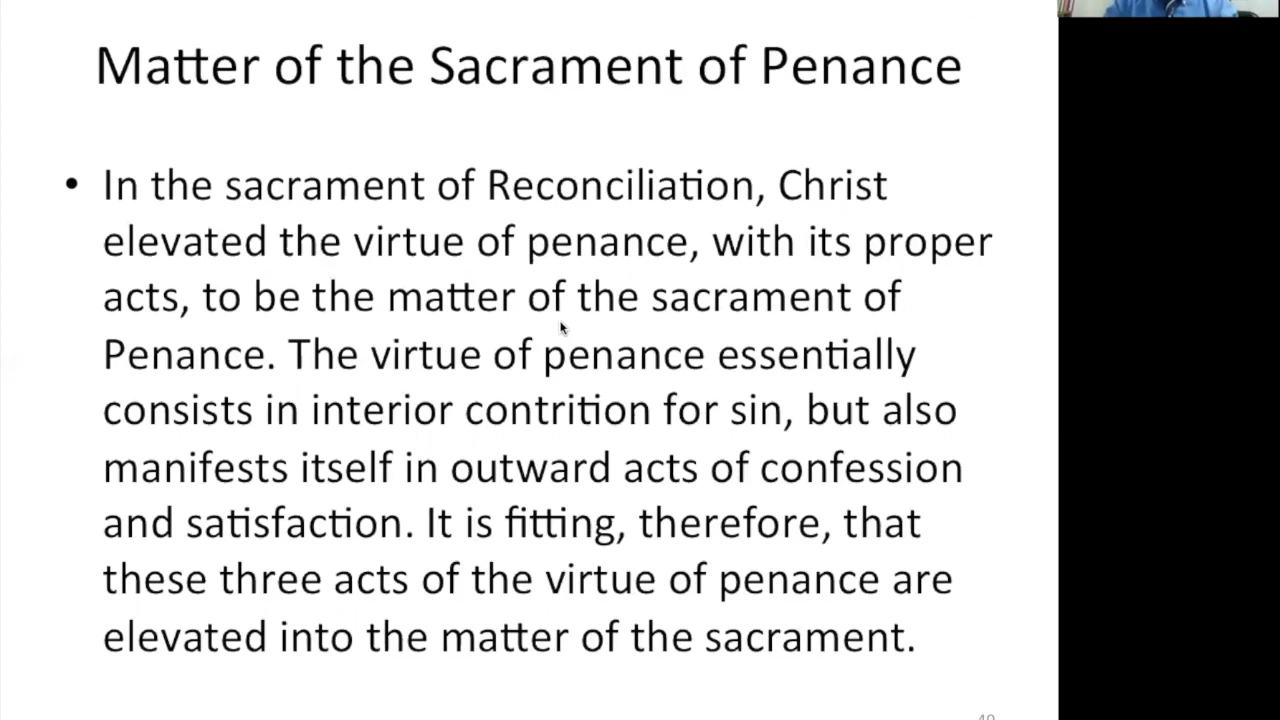 Matter of the Sacrament of Penance
• In the sacrament of Reconciliation, Christ
elevated the virtue of penance, with its proper
acts, to be the matter of the sacrament of
Penance. The virtue of penance essentially
consists in interior contrition for sin, but also
manifests itself in outward acts of confession
and satisfaction. It is fitting, therefore, that
these three acts of the virtue of penance are
elevated into the matter of the sacrament.